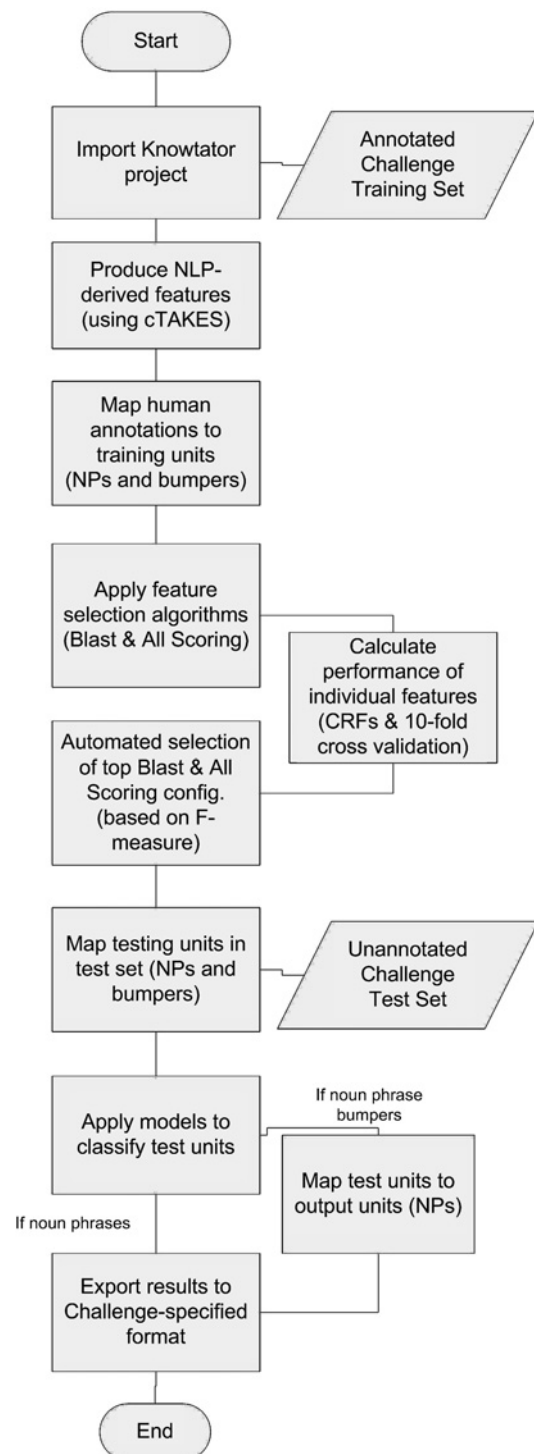 Start
Import Knowtator
project
Annotated
Challenge
Training Set
Produce NLP-
derived features
(using cTAKES)
Map human
annotations to
training units
(NPs and bumpers)
Apply feature
selection algorithms
(Blast & All Scoring)
Calculate
performance of
individual features
(CRFs & 10-fold
cross validation)
Automated selection
of top Blast & All
Scoring config.
(based on F-
measure)
Map testing units in
test set (NPs and
bumpers)
Unannotated
Challenge
Test Set
Apply models to
classify test units
If noun phrase
bumpers
Map test units to
output units (NPs)
If noun phrases
Export results to
Challenge-specified
format
End